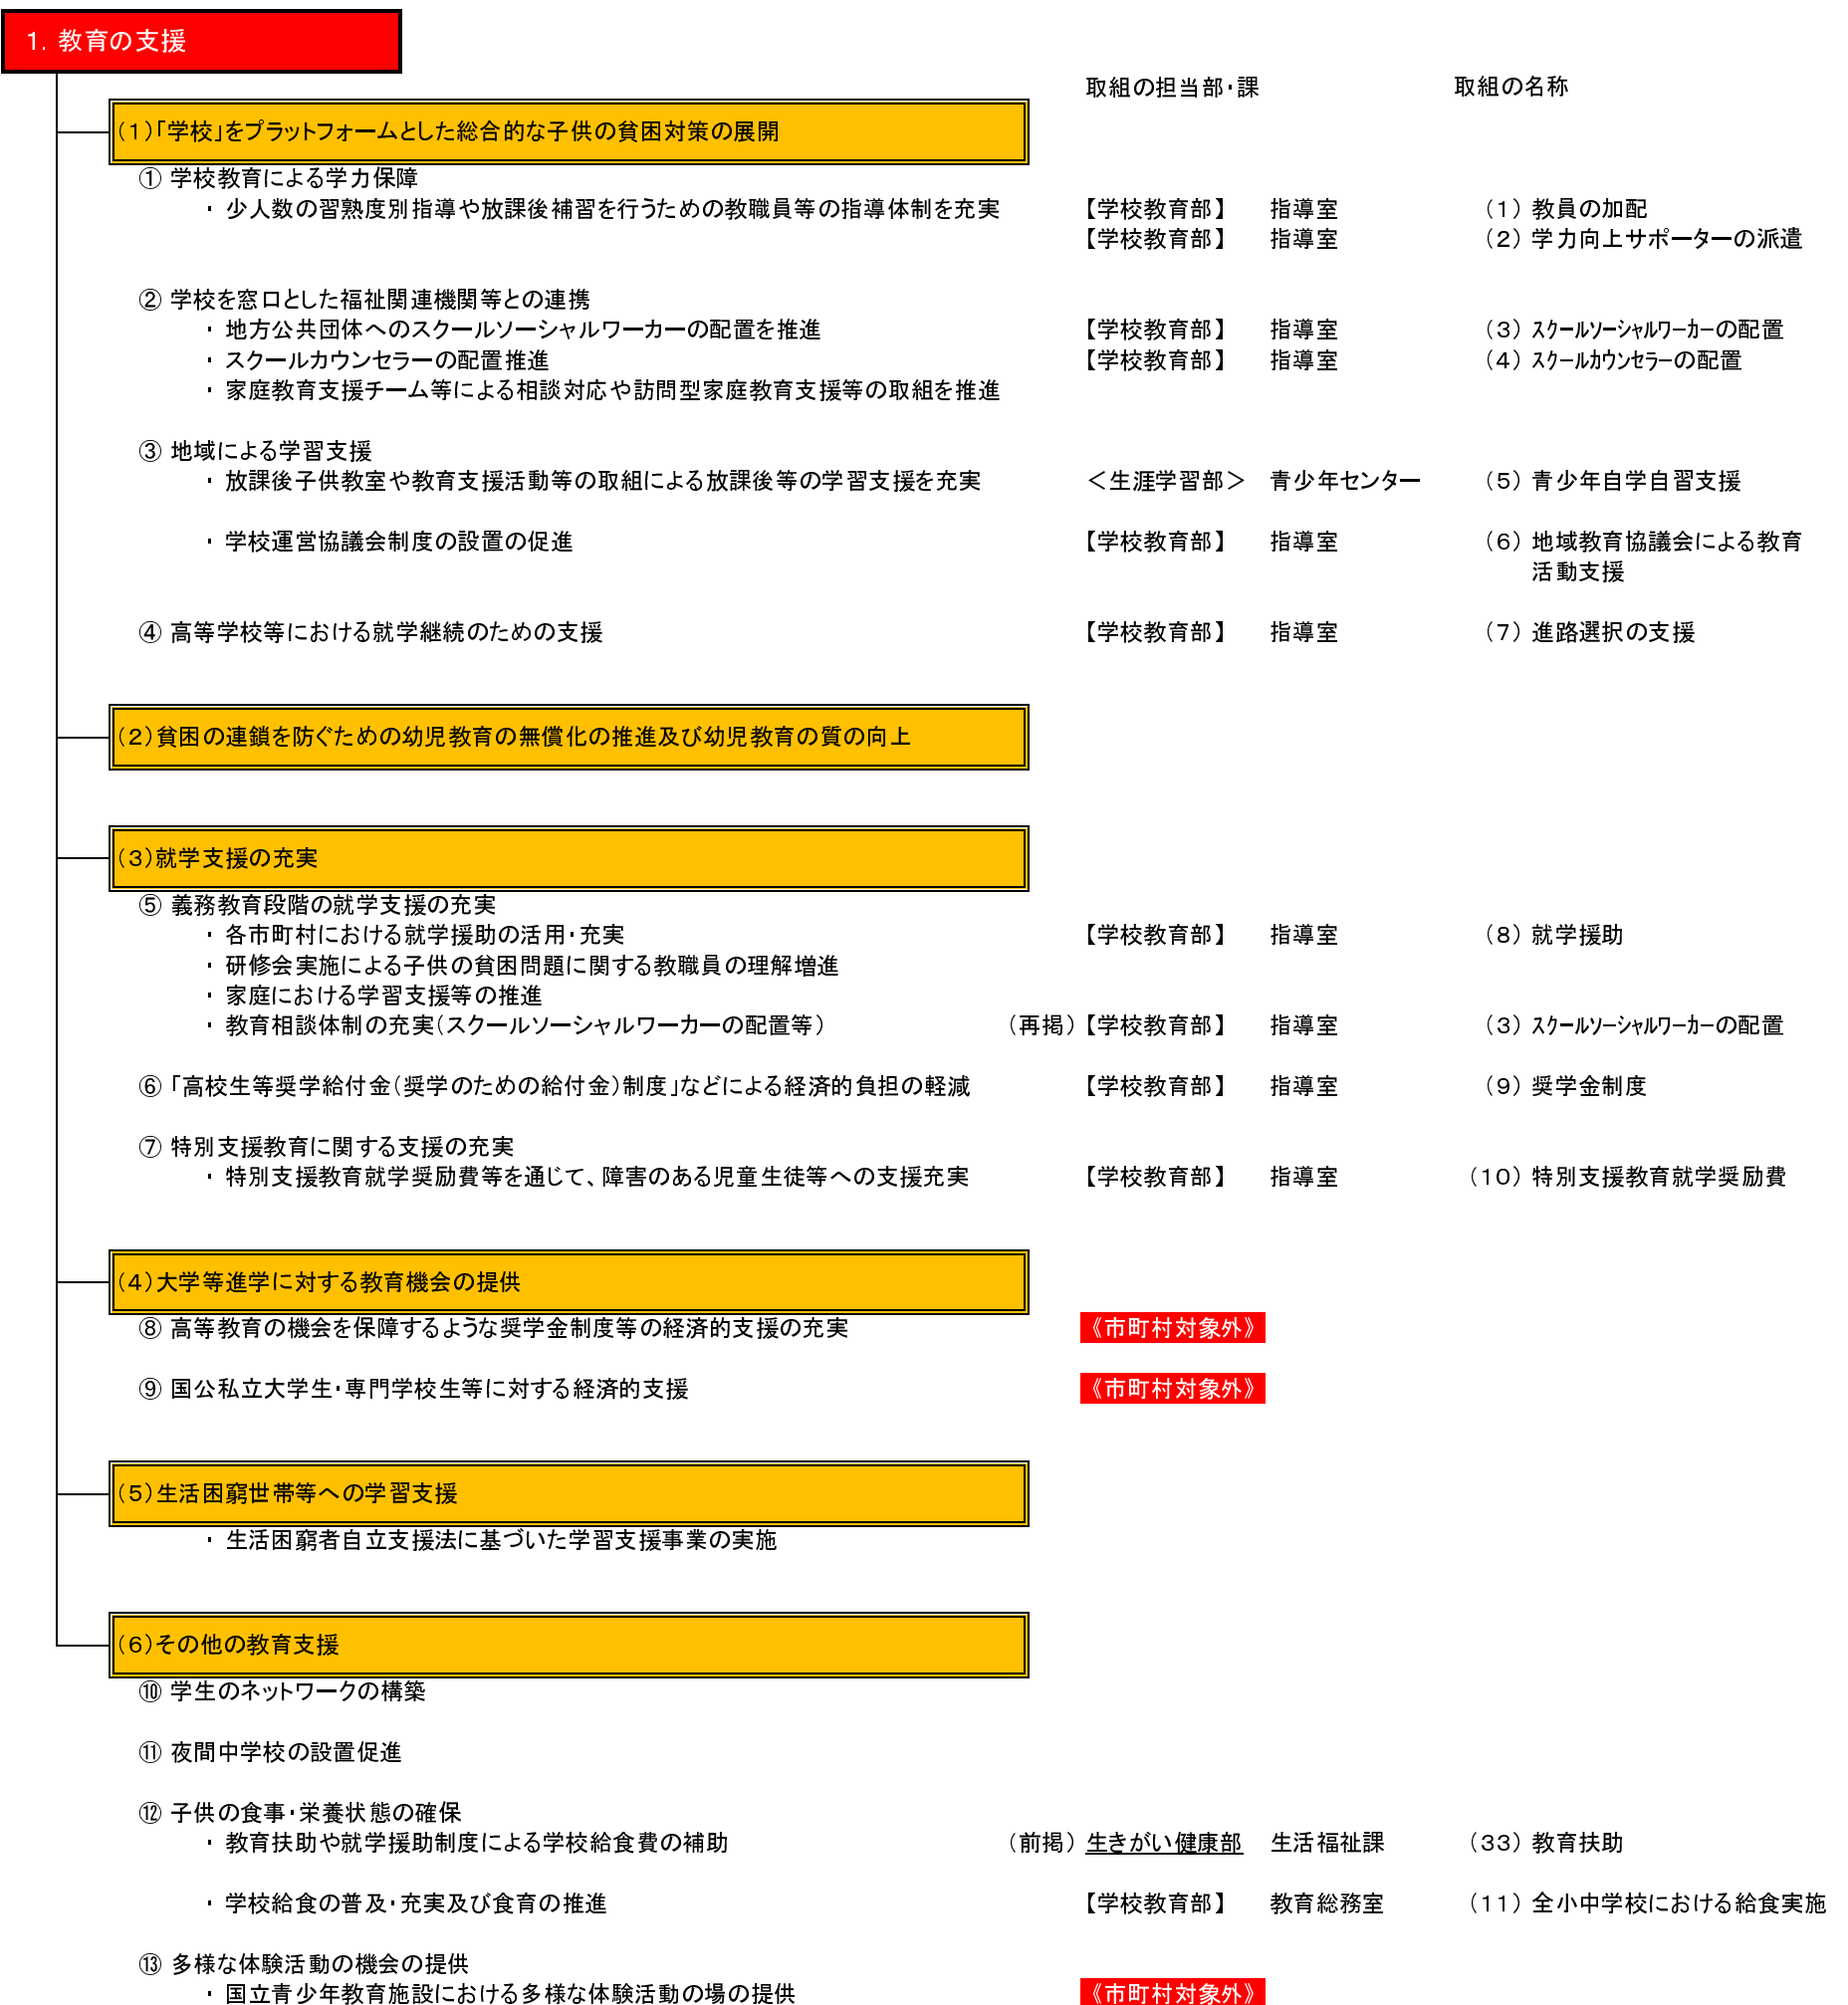 １．教育の支援
取組の担当部・課　取組の名称
（１）「学校」をプラットフォームとした総合的な子供の貧困対策の展開
① 学校教育による学力保障
・ 少人数の習熟度別指導や放課後補習を行うための教職員等の指導体制を充実　【学校教育部】　指導室　（１） 教員の加配
【学校教育部】　指導室　（２） 学力向上サポーターの派遣
② 学校を窓口とした福祉関連機関等との連携
・ 地方公共団体へのスクールソーシャルワーカーの配置を推進　【学校教育部】　指導室　（３） ｽｸｰﾙｿｰｼｬﾙﾜｰｶｰの配置
・ スクールカウンセラーの配置推進　【学校教育部】　指導室　（４） ｽｸｰﾙｶｳﾝｾﾗｰの配置
・ 家庭教育支援チーム等による相談対応や訪問型家庭教育支援等の取組を推進
③ 地域による学習支援
・ 放課後子供教室や教育支援活動等の取組による放課後等の学習支援を充実　＜生涯学習部＞　青少年センター　（５） 青少年自学自習支援
・ 学校運営協議会制度の設置の促進　【学校教育部】　指導室　（６） 地域教育協議会による教育
活動支援
④ 高等学校等における就学継続のための支援　【学校教育部】　指導室　（７） 進路選択の支援
（２）貧困の連鎖を防ぐための幼児教育の無償化の推進及び幼児教育の質の向上
（３）就学支援の充実
⑤ 義務教育段階の就学支援の充実
・ 各市町村における就学援助の活用・充実　【学校教育部】　指導室　（８） 就学援助
・ 研修会実施による子供の貧困問題に関する教職員の理解増進
・ 家庭における学習支援等の推進
・ 教育相談体制の充実（スクールソーシャルワーカーの配置等）　（再掲）【学校教育部】　指導室　（３） ｽｸｰﾙｿｰｼｬﾙﾜｰｶｰの配置
⑥ 「高校生等奨学給付金（奨学のための給付金）制度」などによる経済的負担の軽減　【学校教育部】　指導室　（９） 奨学金制度
⑦ 特別支援教育に関する支援の充実
・ 特別支援教育就学奨励費等を通じて、障害のある児童生徒等への支援充実　【学校教育部】　指導室　（１０） 特別支援教育就学奨励費
（４）大学等進学に対する教育機会の提供
⑧ 高等教育の機会を保障するような奨学金制度等の経済的支援の充実　《市町村対象外》
⑨ 国公私立大学生・専門学校生等に対する経済的支援　《市町村対象外》
（５）生活困窮世帯等への学習支援
・ 生活困窮者自立支援法に基づいた学習支援事業の実施
（６）その他の教育支援
⑩ 学生のネットワークの構築
⑪ 夜間中学校の設置促進
⑫ 子供の食事・栄養状態の確保
・ 教育扶助や就学援助制度による学校給食費の補助　（前掲） 生きがい健康部　生活福祉課　（３３） 教育扶助
・ 学校給食の普及・充実及び食育の推進　【学校教育部】　教育総務室　（１１） 全小中学校における給食実施
⑬ 多様な体験活動の機会の提供
・ 国立青少年教育施設における多様な体験活動の場の提供　《市町村対象外》